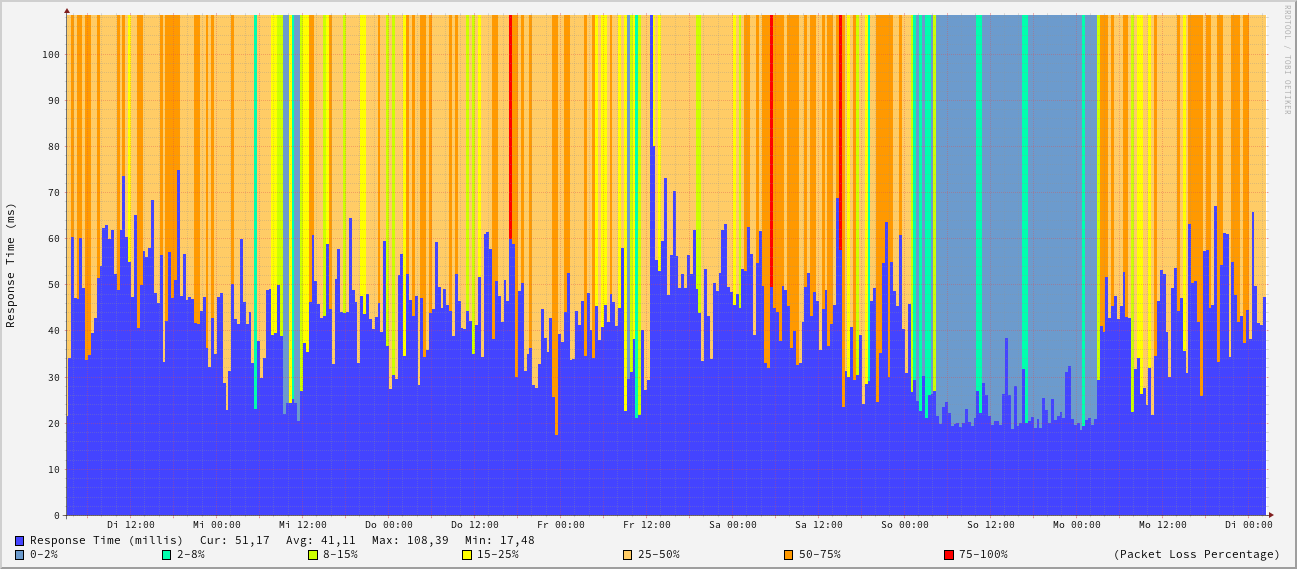 RRDTOOL / TOBI OETIKER
Response Time (ms)
100
90
80
70
60
50
40
30
20
10
0
Di 12:00 Mi 00:00 Mi 12:00 Do 00:00 Do 12:00 Fr 00:00 Fr 12:00 Sa 00:00 Sa 12:00 So 00:00 So 12:00 Mo 00:00 Mo 12:00 Di 00:00
Response Time (millis) Cur: 51,17 Avg: 41,11 Max: 108,39 Min: 17,48
0-2% 2-8% 8-15% 15-25% 25-50% 50-75% 75-100% (Packet Loss Percentage)